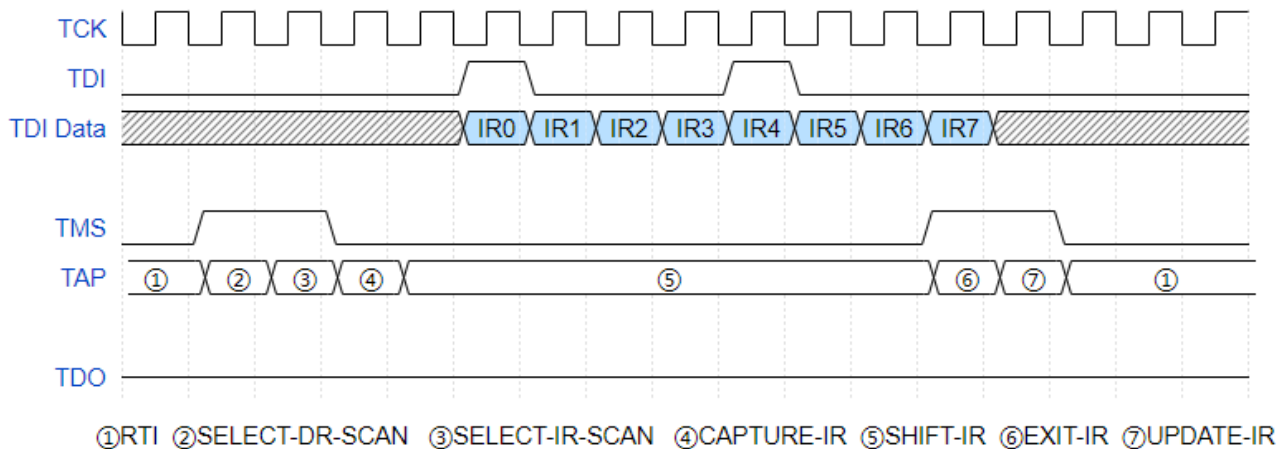 TCK
TDI
TDI Data IR0 IR1 IR2 IR3 IR4 IR5 IR6 IR7
TMS
TAP ① ② ③ ④ ⑤ ⑥ ⑦ ①
TDO
①RTI ②SELECT-DR-SCAN ③SELECT-IR-SCAN ④CAPTURE-IR ⑤SHIFT-IR ⑥EXIT-IR ⑦UPDATE-IR